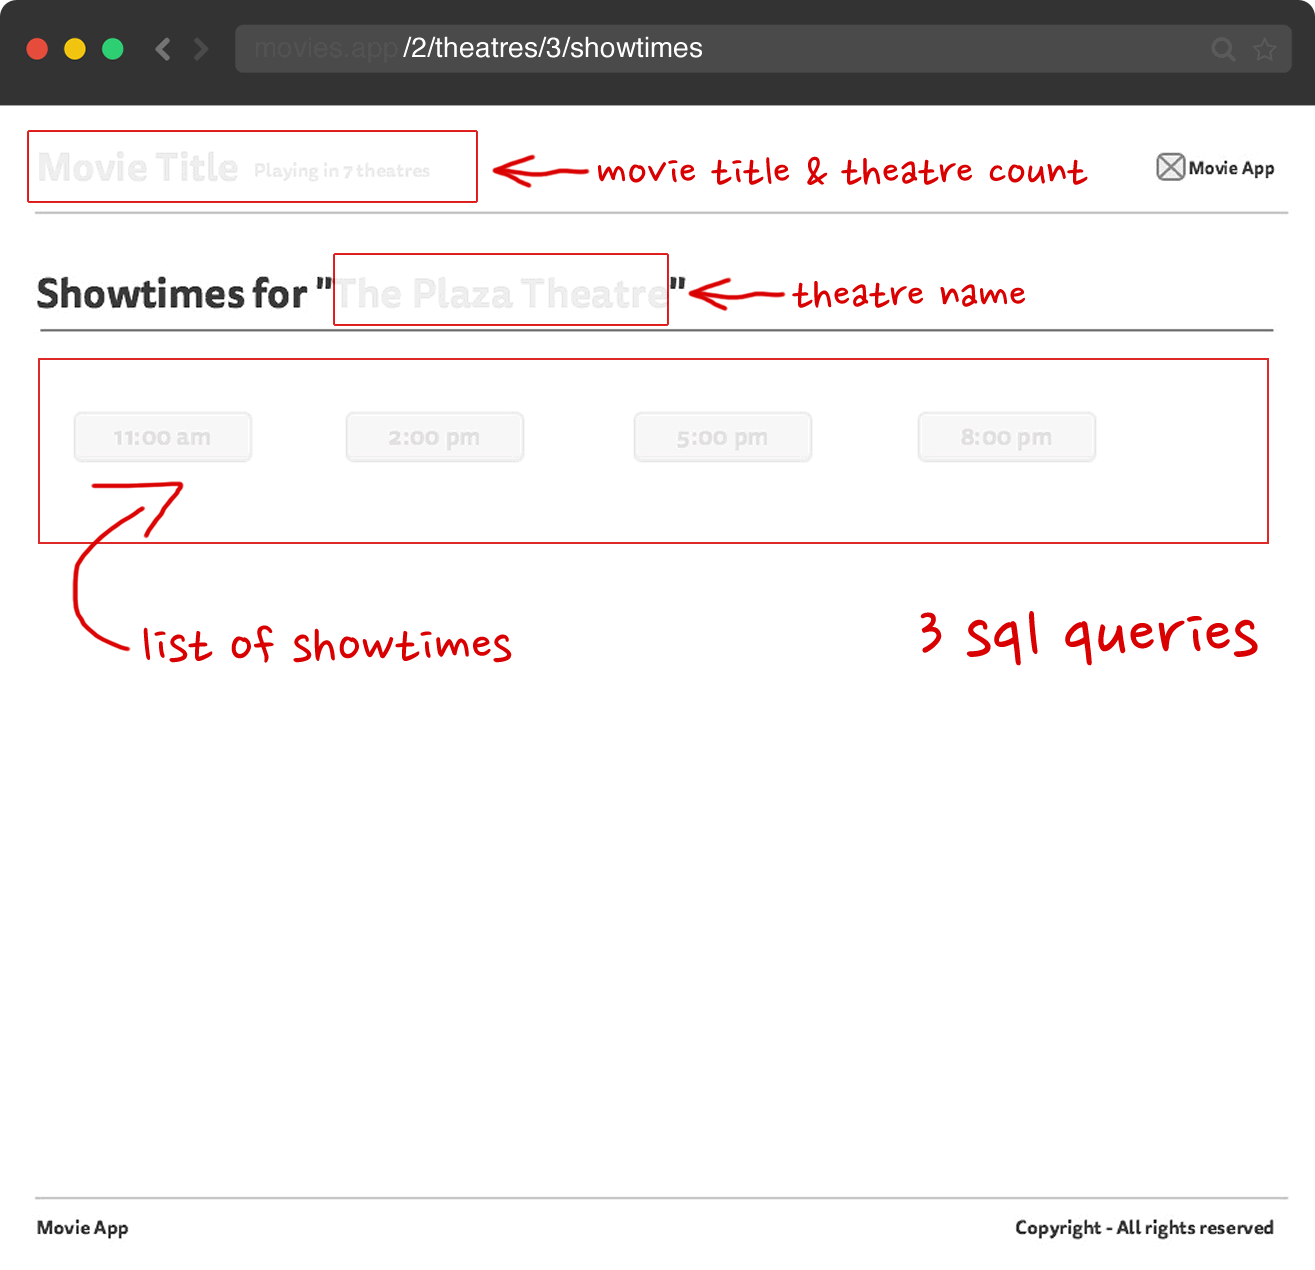 movies.app/2/theatres/3/showtimes
Movie Title Playing in 7 theatres
movie title & theatre count
Movie App
Showtimes for "The Plaza Theatre"
theatre name
11:00 am 2:00 pm 5:00 pm 8:00 pm
list of showtimes
3 sql queries
Movie App
Copyright - All rights reserved